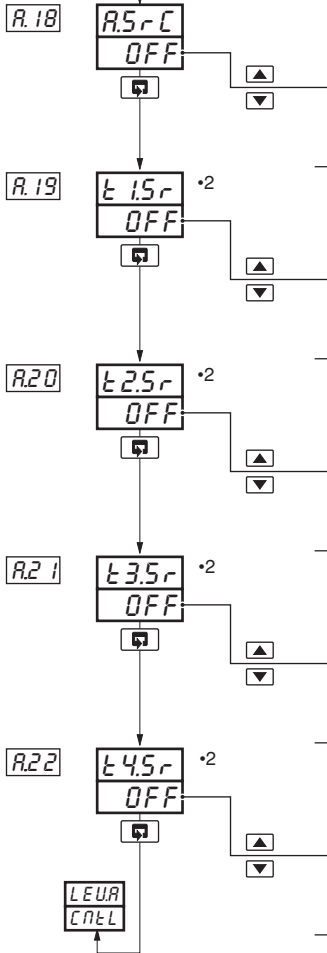 A.18
A.SrC
OFF
A.19
t1.Sr
•2
OFF
A.20
t2.Sr
•2
OFF
A.21
t3.Sr
•2
OFF
A.22
t4.Sr
•2
OFF
LEV.A
CntL